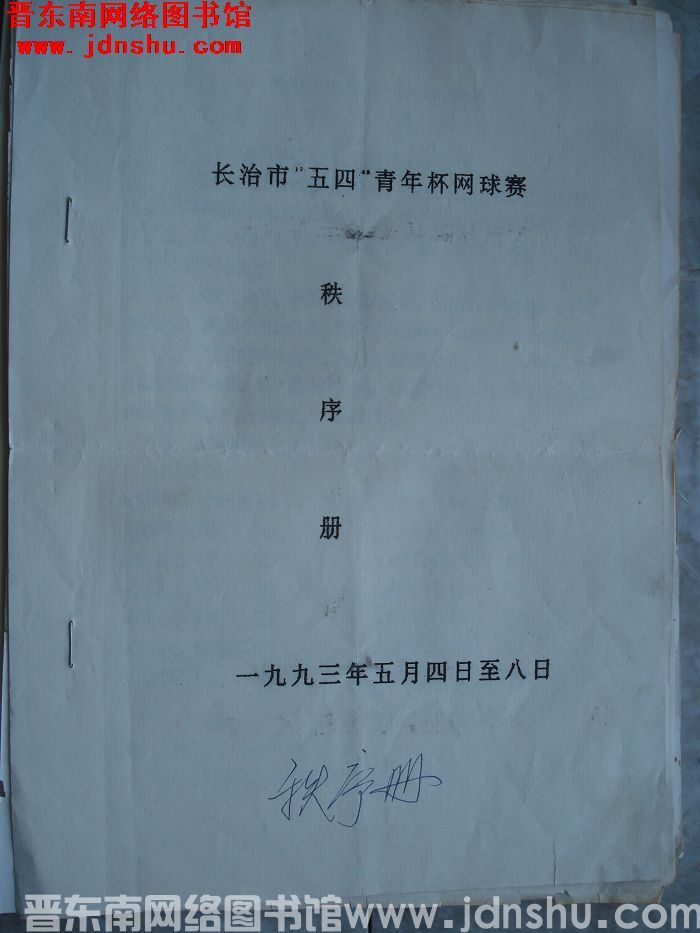 晋东南网络图书馆
www.jdnshu.com
长治市"五四"青年杯网球赛
秩
序
册
一九九三年五月四日至八日
秩序册
晋东南网络图书馆www.jdnshu.com